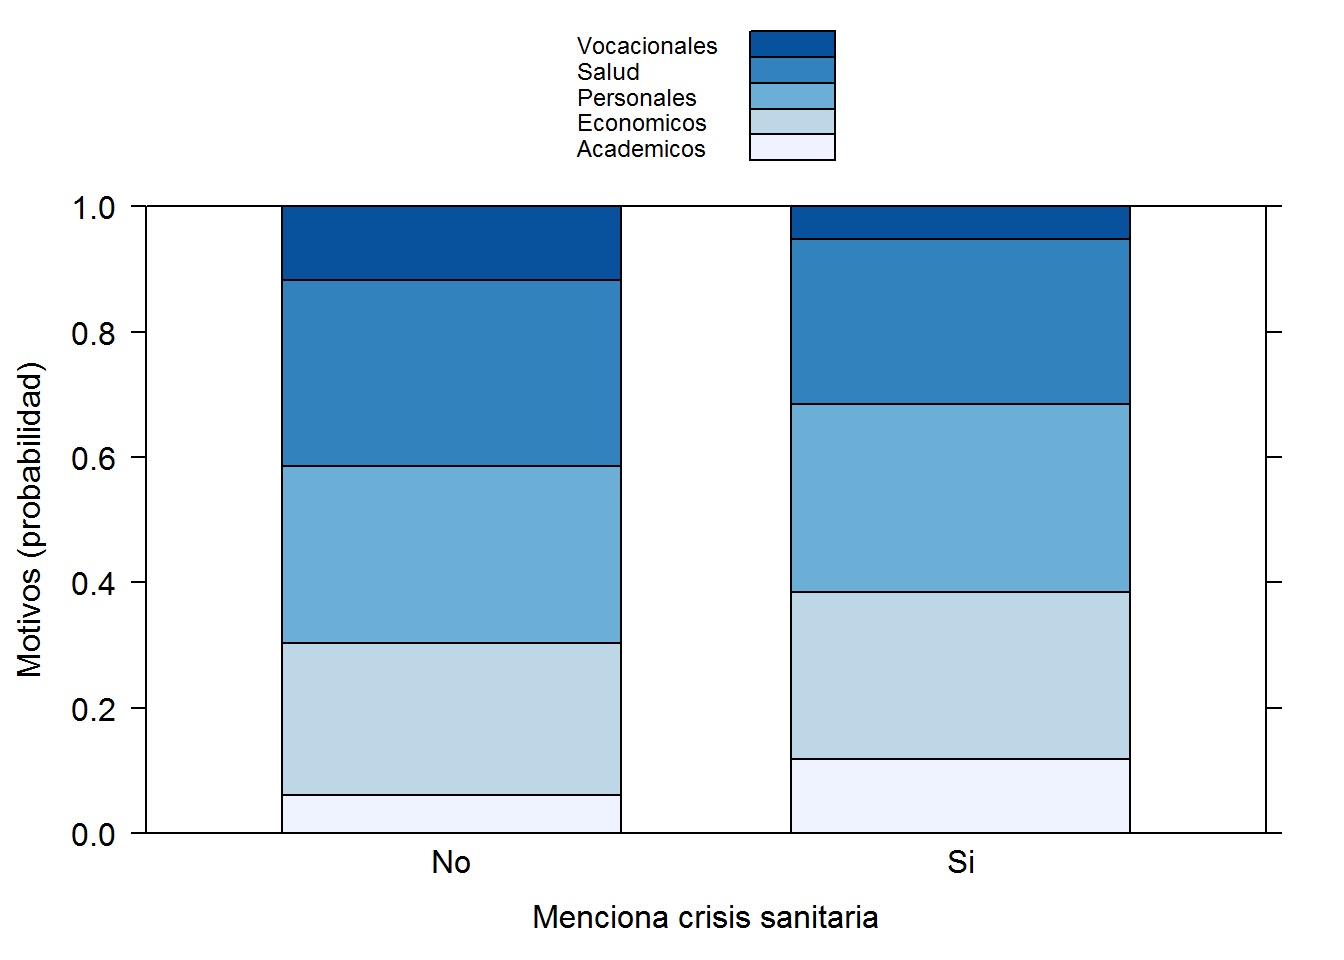 Vocacionales
Salud
Personales
Economicos
Academicos
1.0
0.8
0.6
0.4
0.2
0.0
Motivos (probabilidad)
No
Si
Menciona crisis sanitaria